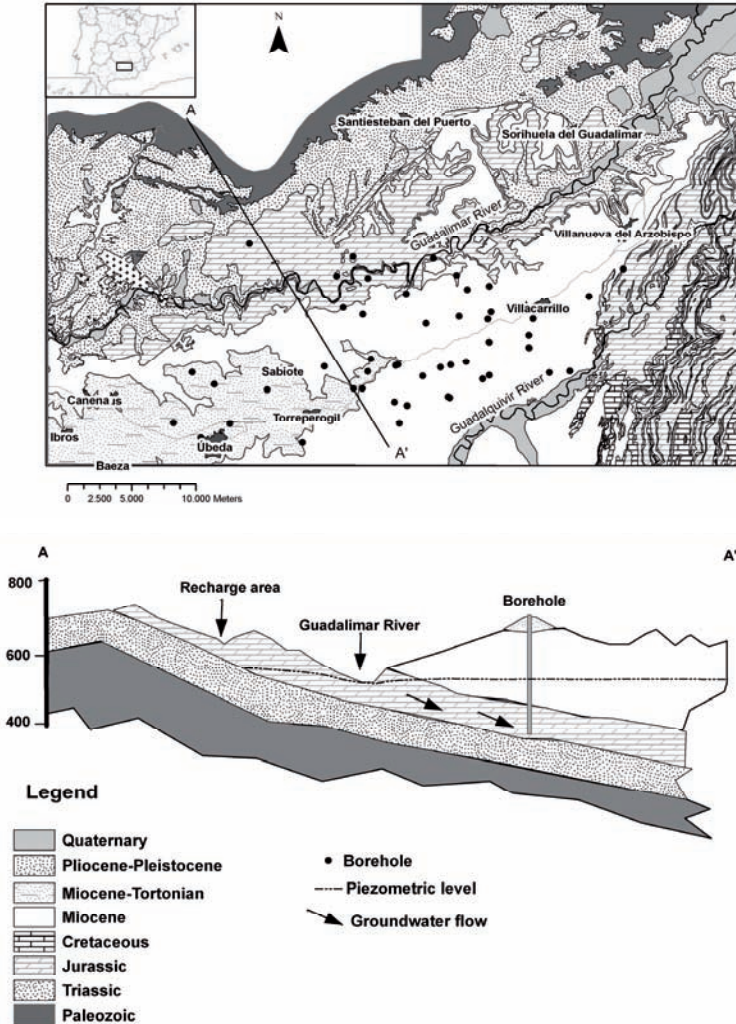 N
A
Santiesteban del Puerto
Sorihuela del Guadalimar
Guadalimar River
Villanueva del Arzobispo
Villacarrillo
Sabiote
Canena
Torreperogil
Ibros
Úbeda
Baeza
Guadalquivir River
A'
0 2.500 5.000 10.000 Meters
A
A'
800
600
400
Recharge area
Guadalimar River
Borehole
Legend
Quaternary
Pliocene-Pleistocene
Miocene-Tortonian
Miocene
Cretaceous
Jurassic
Triassic
Paleozoic
Borehole
Piezometric level
Groundwater flow